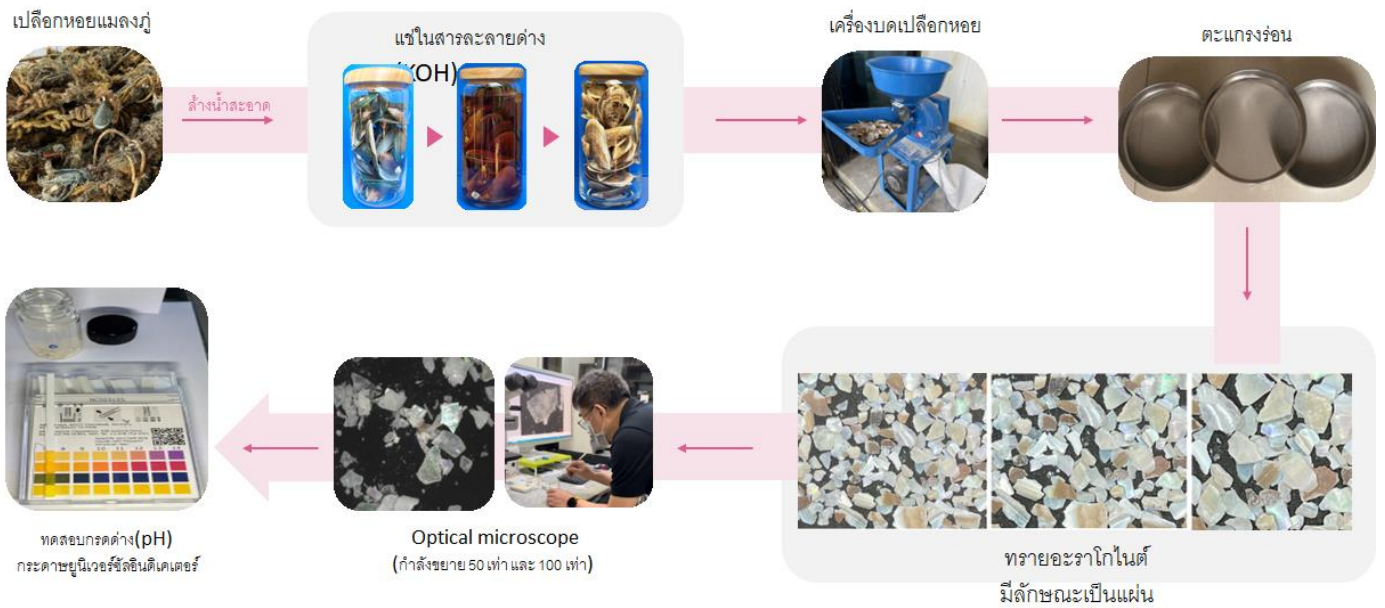 เปลือกหอยแมลงภู่
ล้างน้ำสะอาด
แช่ในสารละลายด่าง
(KOH)
เครื่องบดเปลือกหอย
ตะแกรงร่อน
ทรายอะราโกไนต์
มีลักษณะเป็นแผ่น
Optical microscope
(กำลังขยาย 50 เท่า และ 100 เท่า)
ทดสอบกรดด่าง(pH)
กระดาษยูนิเวอร์ซัลอินดิเคเตอร์